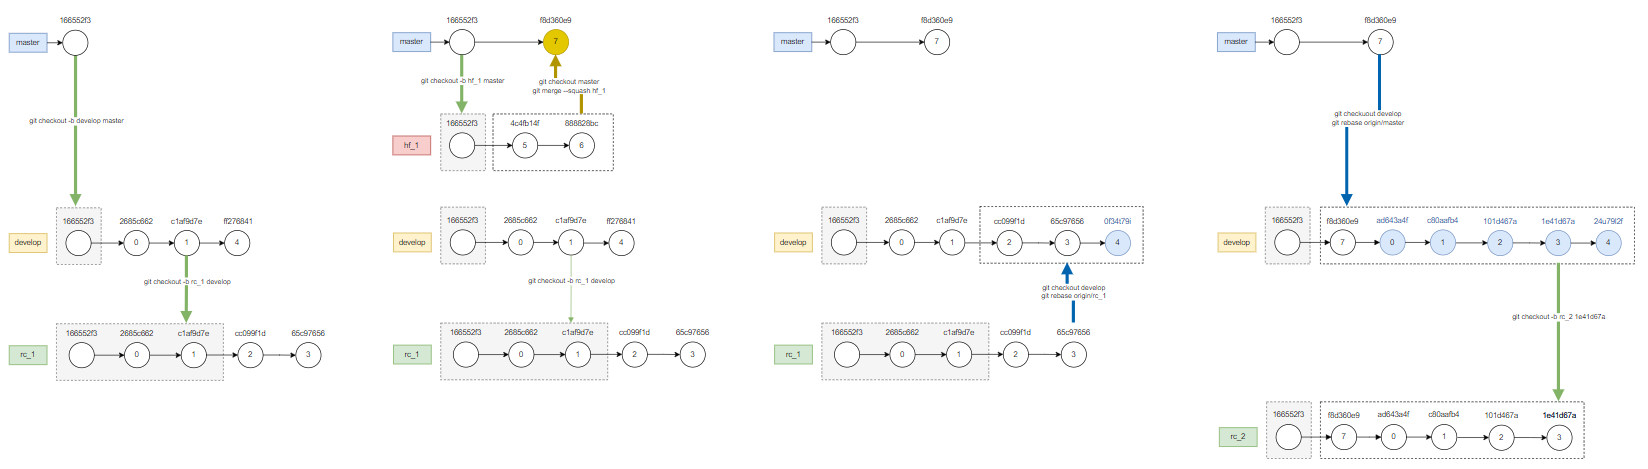 166552f3
master
git checkout -b develop master
166552f3 2685c662 c1af9d7e ff276841
develop 0 1 4
git checkout -b rc_1 develop
166552f3 2685c662 c1af9d7e cc099f1d 65c97656
rc_1 0 1 2 3
166552f3 f8d360e9
master 7
git checkout -b hf_1 master
git checkout master
git merge --squash hf_1
166552f3 4c4fb14f 888828bc
hf_1 5 6
166552f3 2685c662 c1af9d7e ff276841
develop 0 1 4
git checkout -b rc_1 develop
166552f3 2685c662 c1af9d7e cc099f1d 65c97656
rc_1 0 1 2 3
166552f3 f8d360e9
master 7
166552f3 2685c662 c1af9d7e cc099f1d 65c97656 0f34t79i
develop 0 1 2 3 4
git checkout develop
git rebase origin/rc_1
166552f3 2685c662 c1af9d7e cc099f1d 65c97656
rc_1 0 1 2 3
166552f3 f8d360e9
master 7
git checkuout develop
git rebase origin/master
166552f3 f8d360e9 ad643a4f c80aafb4 101d467a 1e41d67a 24u79l2f
develop 7 0 1 2 3 4
git checkout -b rc_2 1e41d67a
166552f3 f8d360e9 ad643a4f c80aafb4 101d467a 1e41d67a
rc_2 7 0 1 2 3